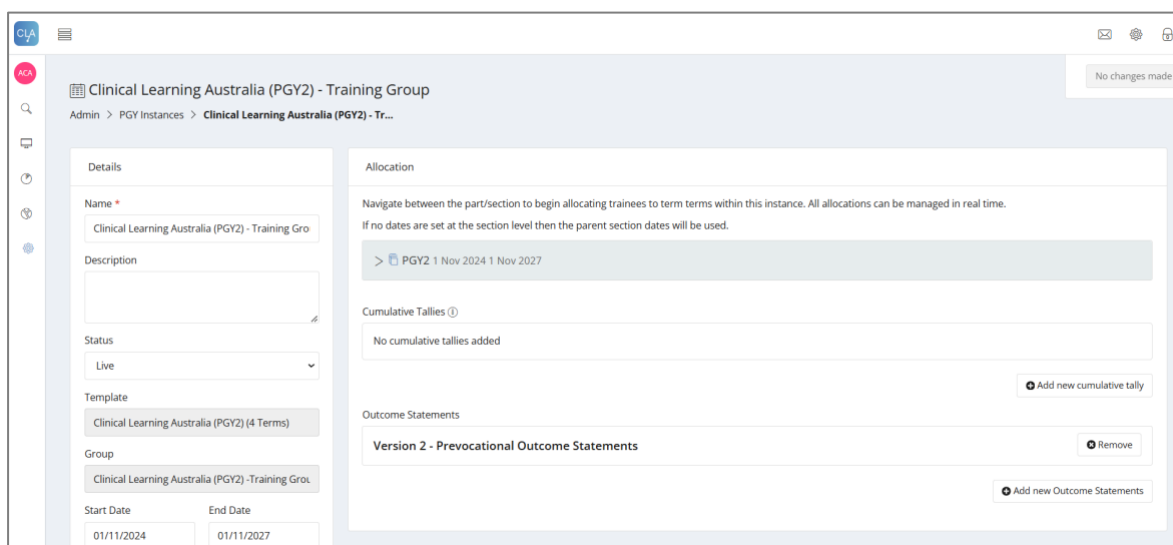 CLA
ACA
No changes made
Clinical Learning Australia (PGY2) - Training Group
Admin > PGY Instances > Clinical Learning Australia (PGY2) - Tr...
Details
Name *
Clinical Learning Australia (PGY2) - Training Gro
Description
Status
Live
Template
Clinical Learning Australia (PGY2) (4 Terms)
Group
Clinical Learning Australia (PGY2) -Training Grou
Start Date End Date
01/11/2024 01/11/2027
Allocation
Navigate between the part/section to begin allocating trainees to term terms within this instance. All allocations can be managed in real time.
If no dates are set at the section level then the parent section dates will be used.
> PGY2 1 Nov 2024 1 Nov 2027
Cumulative Tallies
No cumulative tallies added
Add new cumulative tally
Outcome Statements
Version 2 - Prevocational Outcome Statements
Remove
Add new Outcome Statements